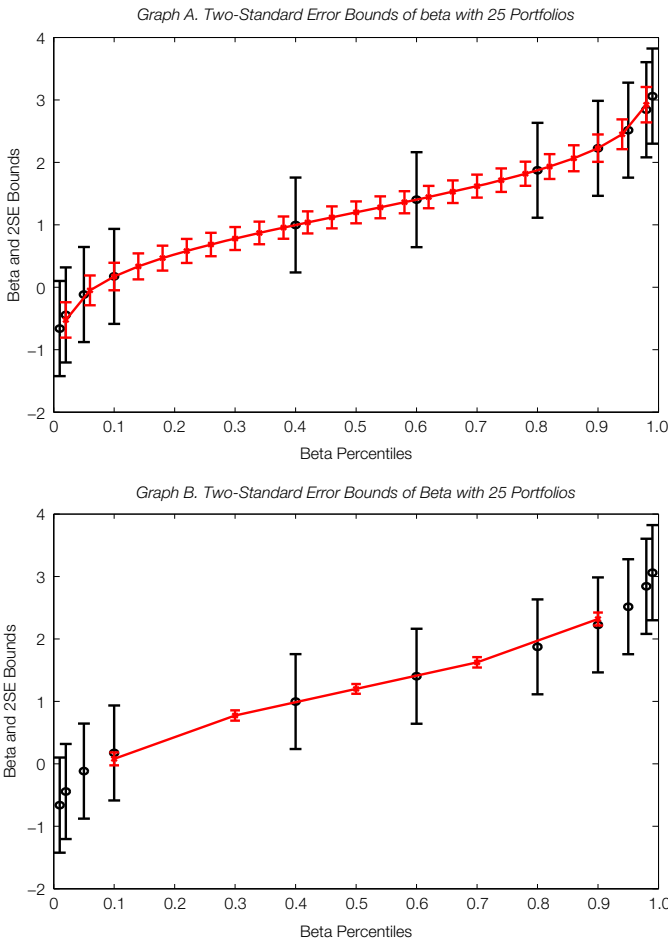 Graph A. Two-Standard Error Bounds of beta with 25 Portfolios
4
3
2
1
0
−1
−2
Beta and 2SE Bounds
0 0.1 0.2 0.3 0.4 0.5 0.6 0.7 0.8 0.9 1.0
Beta Percentiles
Graph B. Two-Standard Error Bounds of Beta with 25 Portfolios
4
3
2
1
0
−1
−2
Beta and 2SE Bounds
0 0.1 0.2 0.3 0.4 0.5 0.6 0.7 0.8 0.9 1.0
Beta Percentiles